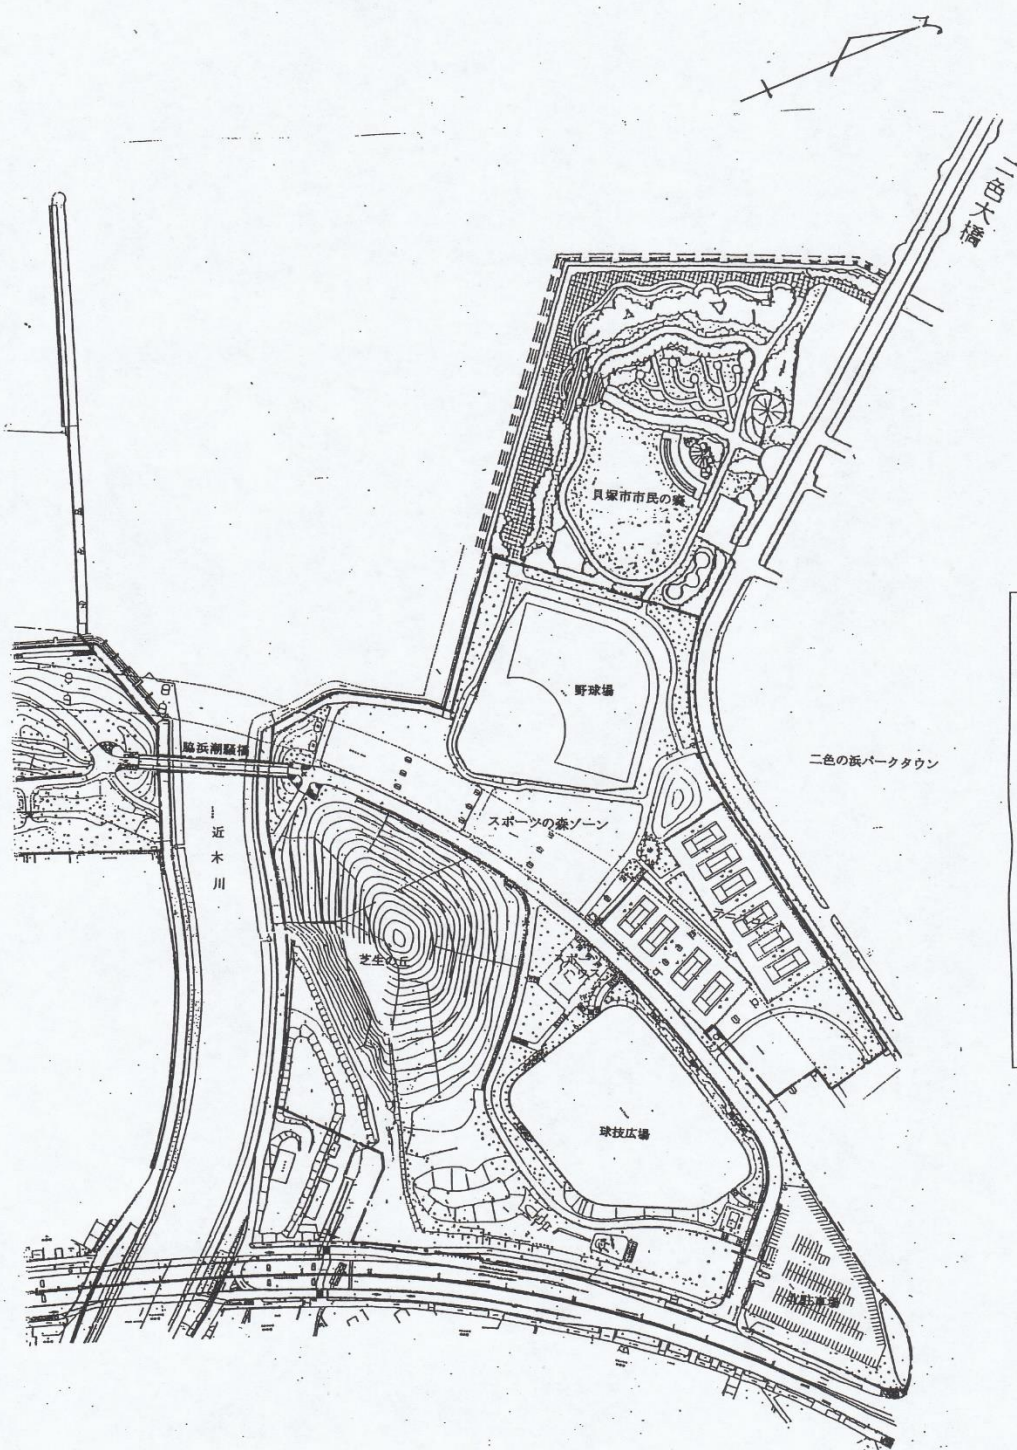 二色大橋
貝塚市市民の森
野球場
脇浜潮騒橋
二色の浜パークタウン
スポーツの森ゾーン
近木川
芝生の丘
球技広場